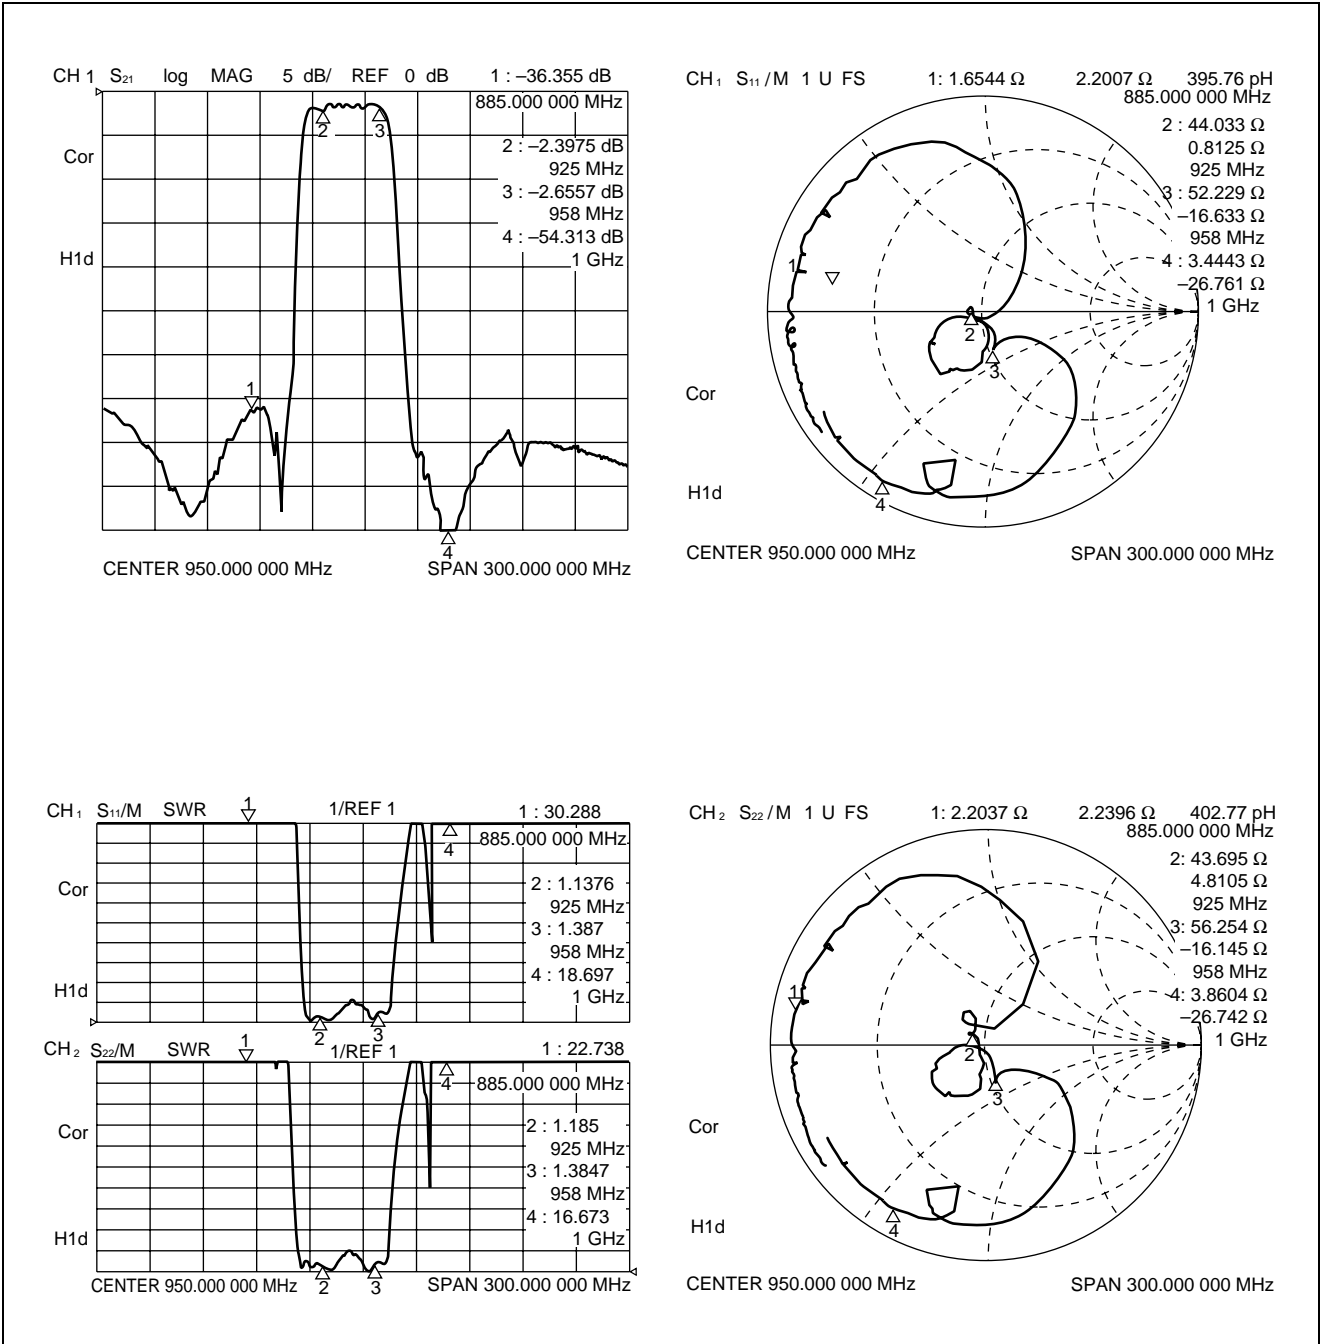 CH 1 S21 log MAG 5 dB/ REF 0 dB 1 : –36.355 dB
885.000 000 MHz
2
3
2 : –2.3975 dB
Cor
925 MHz
3 : –2.6557 dB
958 MHz
4 : –54.313 dB
H1d
1 GHz
1
4
CENTER 950.000 000 MHz SPAN 300.000 000 MHz
CH1 S11/M 1 U FS 1: 1.6544 Ω 2.2007 Ω 395.76 pH
885.000 000 MHz
2 : 44.033 Ω
0.8125 Ω
925 MHz
3 : 52.229 Ω
–16.633 Ω
958 MHz
1
4 : 3.4443 Ω
–26.761 Ω
1 GHz
2
3
Cor
H1d
4
CENTER 950.000 000 MHz SPAN 300.000 000 MHz
CH1 S11/M SWR 1 1/REF 1 1 : 30.288
885.000 000 MHz
4
Cor
2 : 1.1376
925 MHz
3 : 1.387
958 MHz
4 : 18.697
H1d
1 GHz
2
3
CH2 S22/M SWR 1 1/REF 1 1 : 22.738
4
885.000 000 MHz
Cor
2 : 1.185
925 MHz
3 : 1.3847
958 MHz
4 : 16.673
H1d
1 GHz
2
3
CENTER 950.000 000 MHz SPAN 300.000 000 MHz
CH2 S22/M 1 U FS 1: 2.2037 Ω 2.2396 Ω 402.77 pH
885.000 000 MHz
2: 43.695 Ω
4.8105 Ω
925 MHz
3: 56.254 Ω
–16.145 Ω
958 MHz
1
4: 3.8604 Ω
–26.742 Ω
1 GHz
2
3
Cor
H1d
4
CENTER 950.000 000 MHz SPAN 300.000 000 MHz